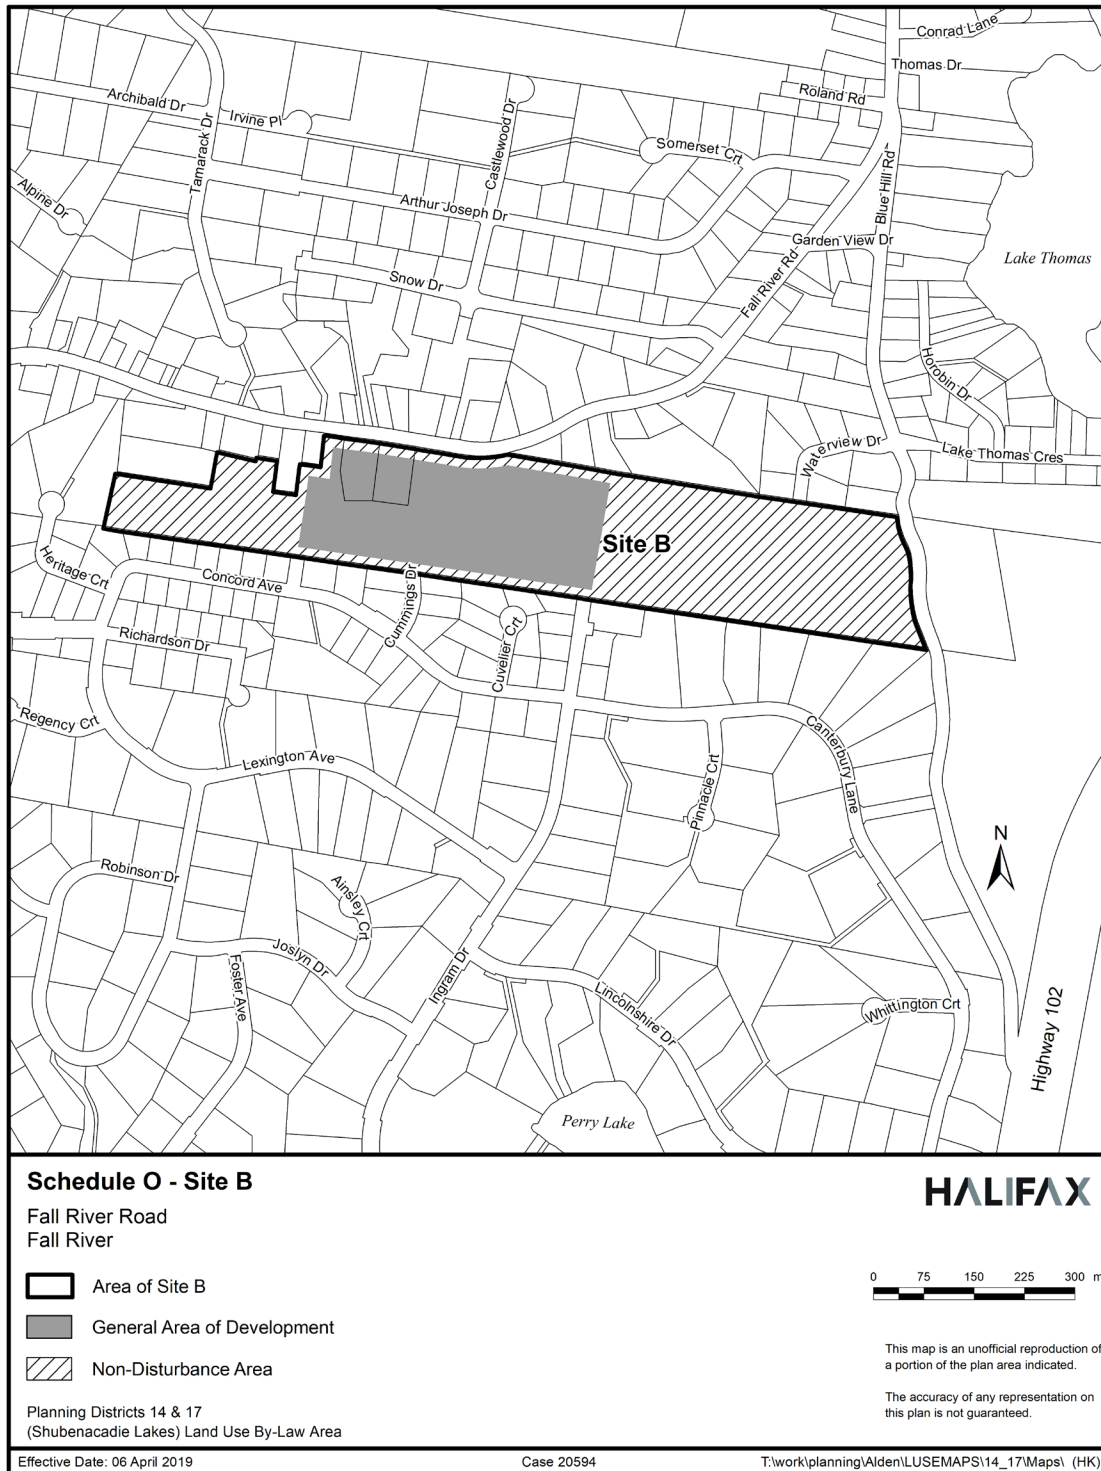 Conrad Lane
Thomas Dr
Roland Rd
Archibald Dr
Irvine Pl
Tamarack Dr
Castlewood Dr
Somerset Crt
Alpine Dr
Arthur Joseph Dr
Blue Hill Rd
Garden View Dr
Lake Thomas
Snow Dr
Fall River Rd
Horobin Dr
Waterview Dr
Lake Thomas Cres
Site B
Heritage Crt
Concord Ave
Cummings Dr
Richardson Dr
Cuvelier Crt
Regency Crt
Lexington Ave
Canterbury Lane
Pinnacle Crt
N
Robinson Dr
Ainsley Crt
Joslyn Dr
Foster Ave
Ingram Dr
Lincolnshire Dr
Whittington Crt
Highway 102
Perry Lake
Schedule O - Site B
HALIFAX
Fall River Road
Fall River
Area of Site B
0 75 150 225 300 m
General Area of Development
Non-Disturbance Area
This map is an unofficial reproduction of
a portion of the plan area indicated.
The accuracy of any representation on
this plan is not guaranteed.
Planning Districts 14 & 17
(Shubenacadie Lakes) Land Use By-Law Area
Effective Date: 06 April 2019
Case 20594
T:\work\planning\Alden\LUSEMAPS\14_17\Maps\ (HK)